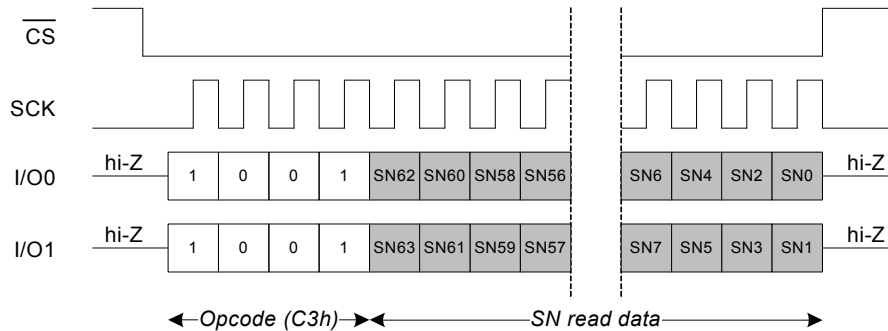 CS
SCK
I/O0 hi-Z 1 0 0 1 SN62 SN60 SN58 SN56 SN6 SN4 SN2 SN0 hi-Z
I/O1 hi-Z 1 0 0 1 SN63 SN61 SN59 SN57 SN7 SN5 SN3 SN1 hi-Z
Opcode (C3h) SN read data